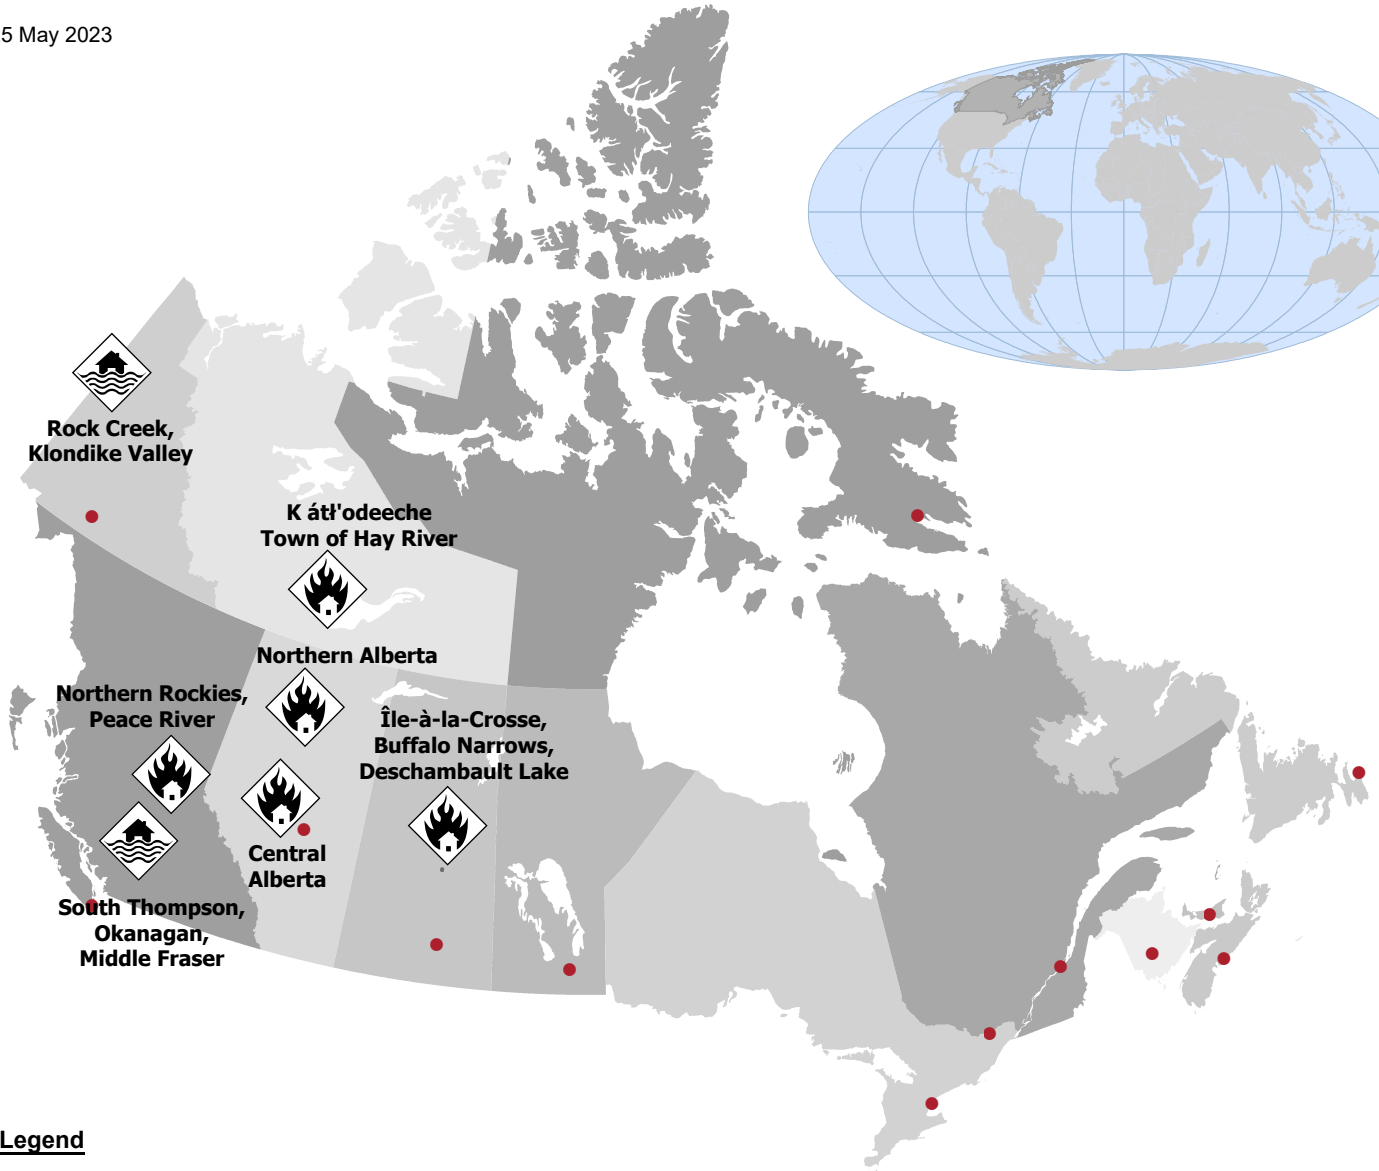 5 May 2023
Rock Creek,
Klondike Valley
K átł'odeeche
Town of Hay River
Northern Alberta
Northern Rockies,
Peace River
Île-à-la-Crosse,
Buffalo Narrows,
Deschambault Lake
Central
Alberta
South Thompson,
Okanagan,
Middle Fraser
Legend